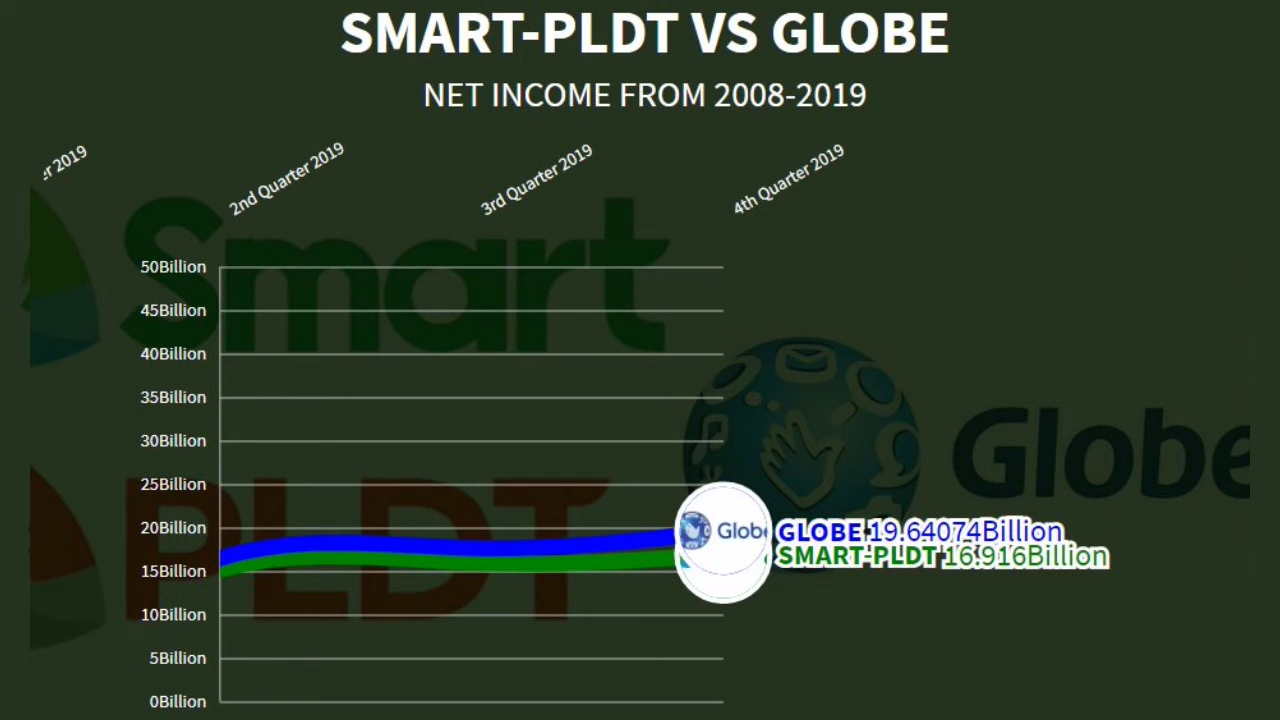 SMART-PLDT VS GLOBE
NET INCOME FROM 2008-2019
er 2019
2nd Quarter 2019
3rd Quarter 2019
4th Quarter 2019
Smart
50Billion
45Billion
40Billion
35Billion
30Billion
25Billion
20Billion
15Billion
10Billion
5Billion
0Billion
PLDT
Globe
Globe
GLOBE 19.64074Billion
SMART-PLDT 16.916Billion